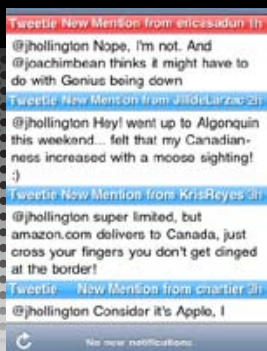 Tweetie New Mention from ericasadun 1h
@jhollington Nope, I'm not. And
@joachimbean thinks it might have to
do with Genius being down
Tweetie New Mention from JilldeLarzac 2h
@jhollington Hey! went up to Algonquin
this weekend... felt that my Canadian-
ness increased with a moose sighting!
:)
Tweetie New Mention from KrisReyes 3h
@jhollington super limited, but
amazon.com delivers to Canada, just
cross your fingers you don't get dinged
at the border!
Tweetie New Mention from chartier 3h
@jhollington Consider it's Apple, I
No new notifications